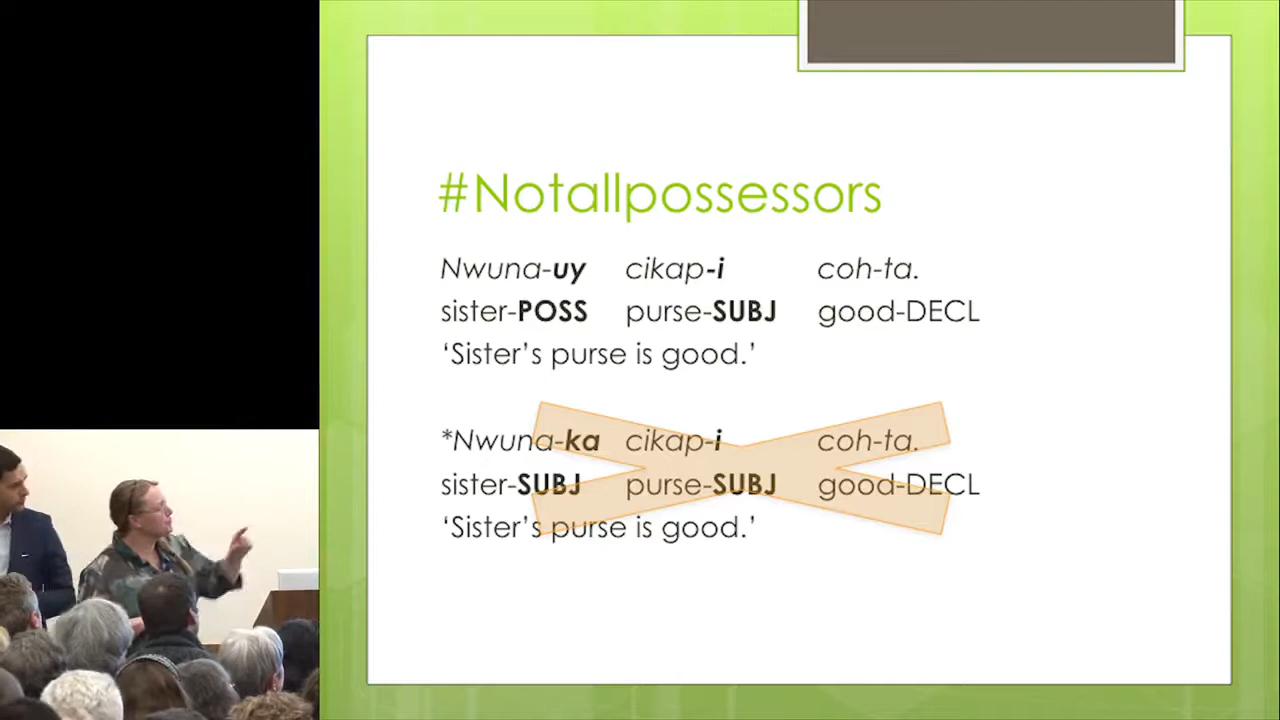 #Notallpossessors
Nwuna-uy cikap-i coh-ta.
sister-POSS purse-SUBJ good-DECL
‘Sister’s purse is good.’
*Nwuna-ka cikap-i coh-ta.
sister-SUBJ purse-SUBJ good-DECL
‘Sister’s purse is good.’